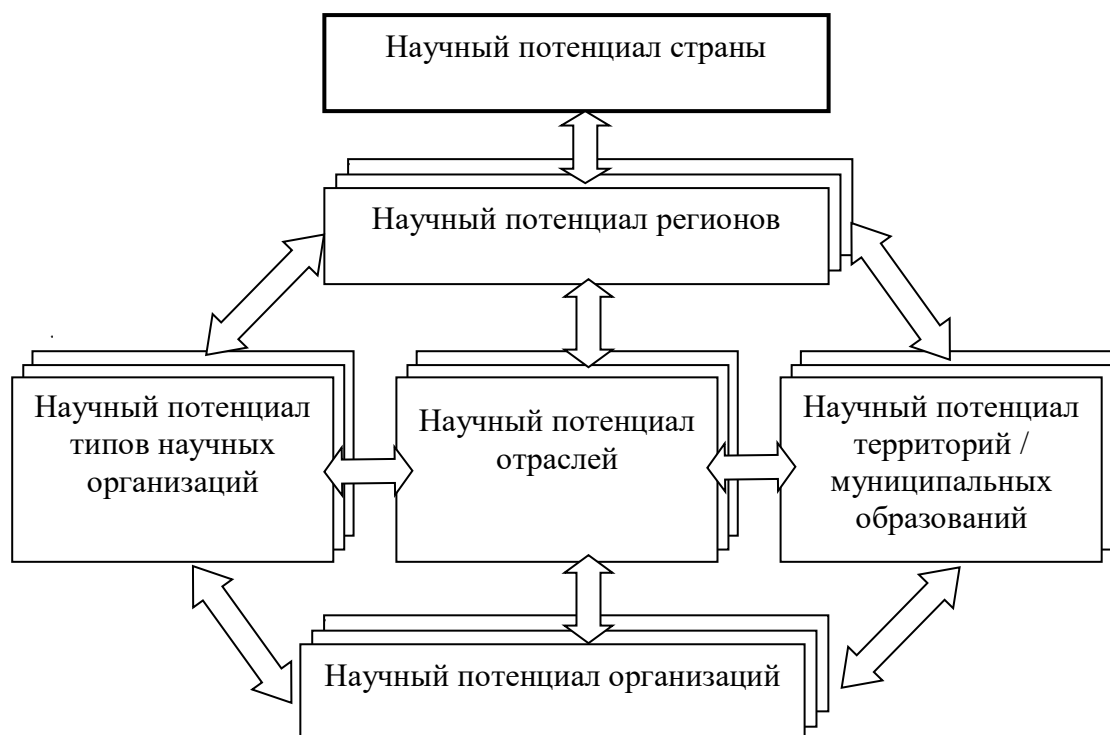 Научный потенциал страны
Научный потенциал регионов
Научный потенциал
типов научных
организаций
Научный потенциал
отраслей
Научный потенциал
территорий /
муниципальных
образований
Научный потенциал организаций